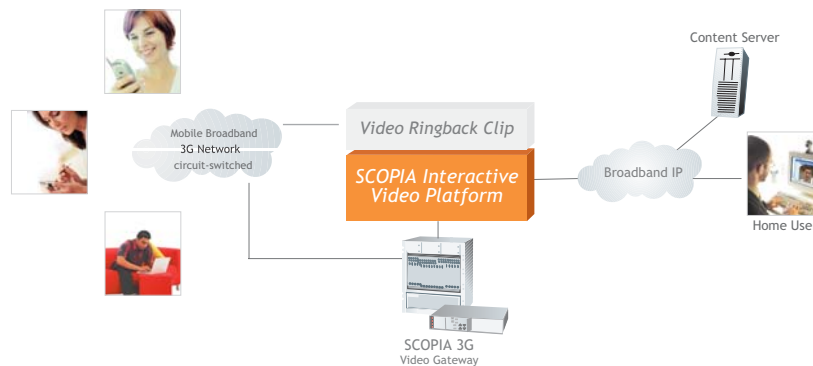 Content Server
Mobile Broadband
3G Network
circuit-switched
Video Ringback Clip
SCOPIA Interactive
Video Platform
Broadband IP
Home Use
SCOPIA 3G
Video Gateway